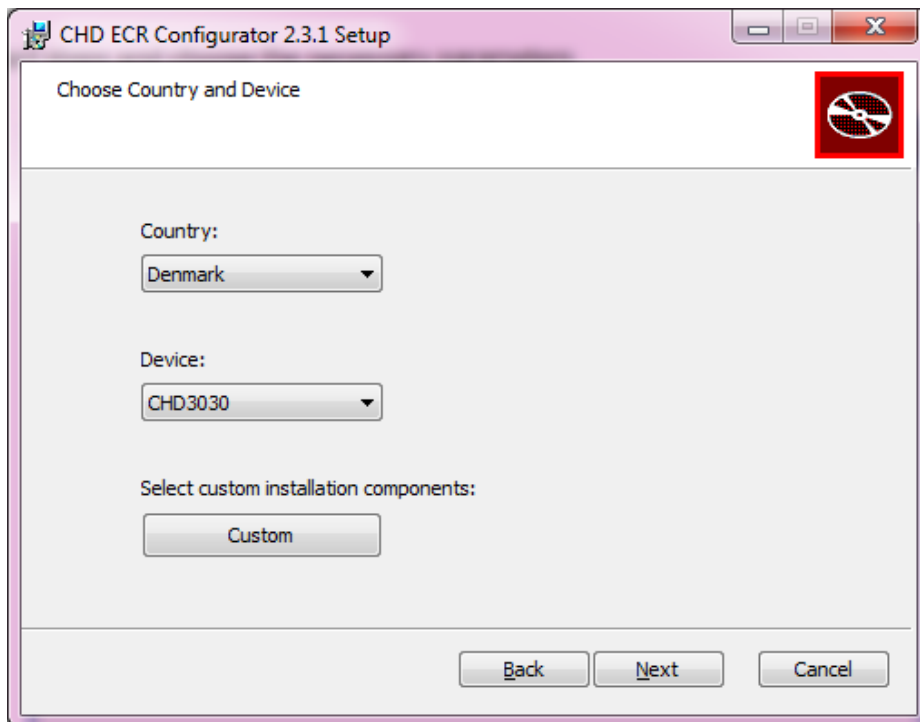 CHD ECR Configurator 2.3.1 Setup
Choose Country and Device
Country:
Denmark
Device:
CHD3030
Select custom installation components:
Custom
Back Next Cancel